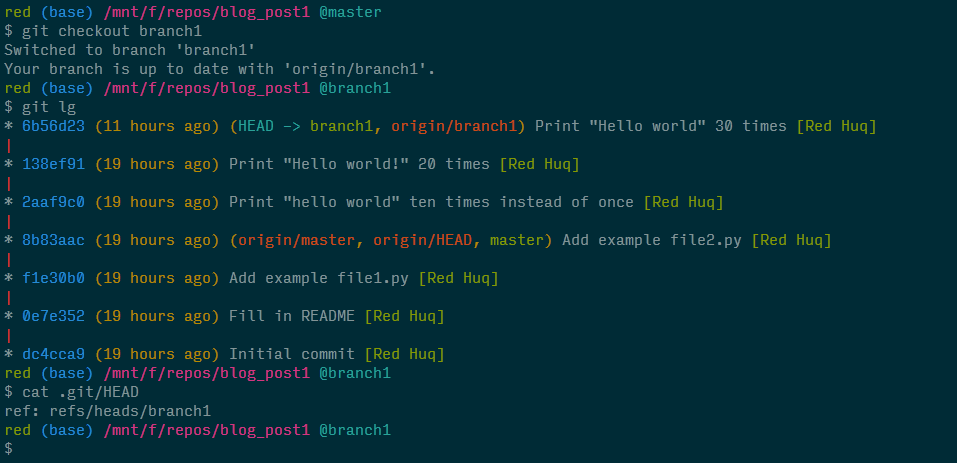 red (base) /mnt/f/repos/blog_post1 @master
$ git checkout branch1
Switched to branch 'branch1'
Your branch is up to date with 'origin/branch1'.
red (base) /mnt/f/repos/blog_post1 @branch1
$ git lg
* 6b56d23 (11 hours ago) (HEAD -> branch1, origin/branch1) Print "Hello world" 30 times [Red Huq]
|
* 138ef91 (19 hours ago) Print "Hello world!" 20 times [Red Huq]
|
* 2aaf9c0 (19 hours ago) Print "hello world" ten times instead of once [Red Huq]
|
* 8b83aac (19 hours ago) (origin/master, origin/HEAD, master) Add example file2.py [Red Huq]
|
* f1e30b0 (19 hours ago) Add example file1.py [Red Huq]
|
* 0e7e352 (19 hours ago) Fill in README [Red Huq]
|
* dc4cca9 (19 hours ago) Initial commit [Red Huq]
red (base) /mnt/f/repos/blog_post1 @branch1
$ cat .git/HEAD
ref: refs/heads/branch1
red (base) /mnt/f/repos/blog_post1 @branch1
$